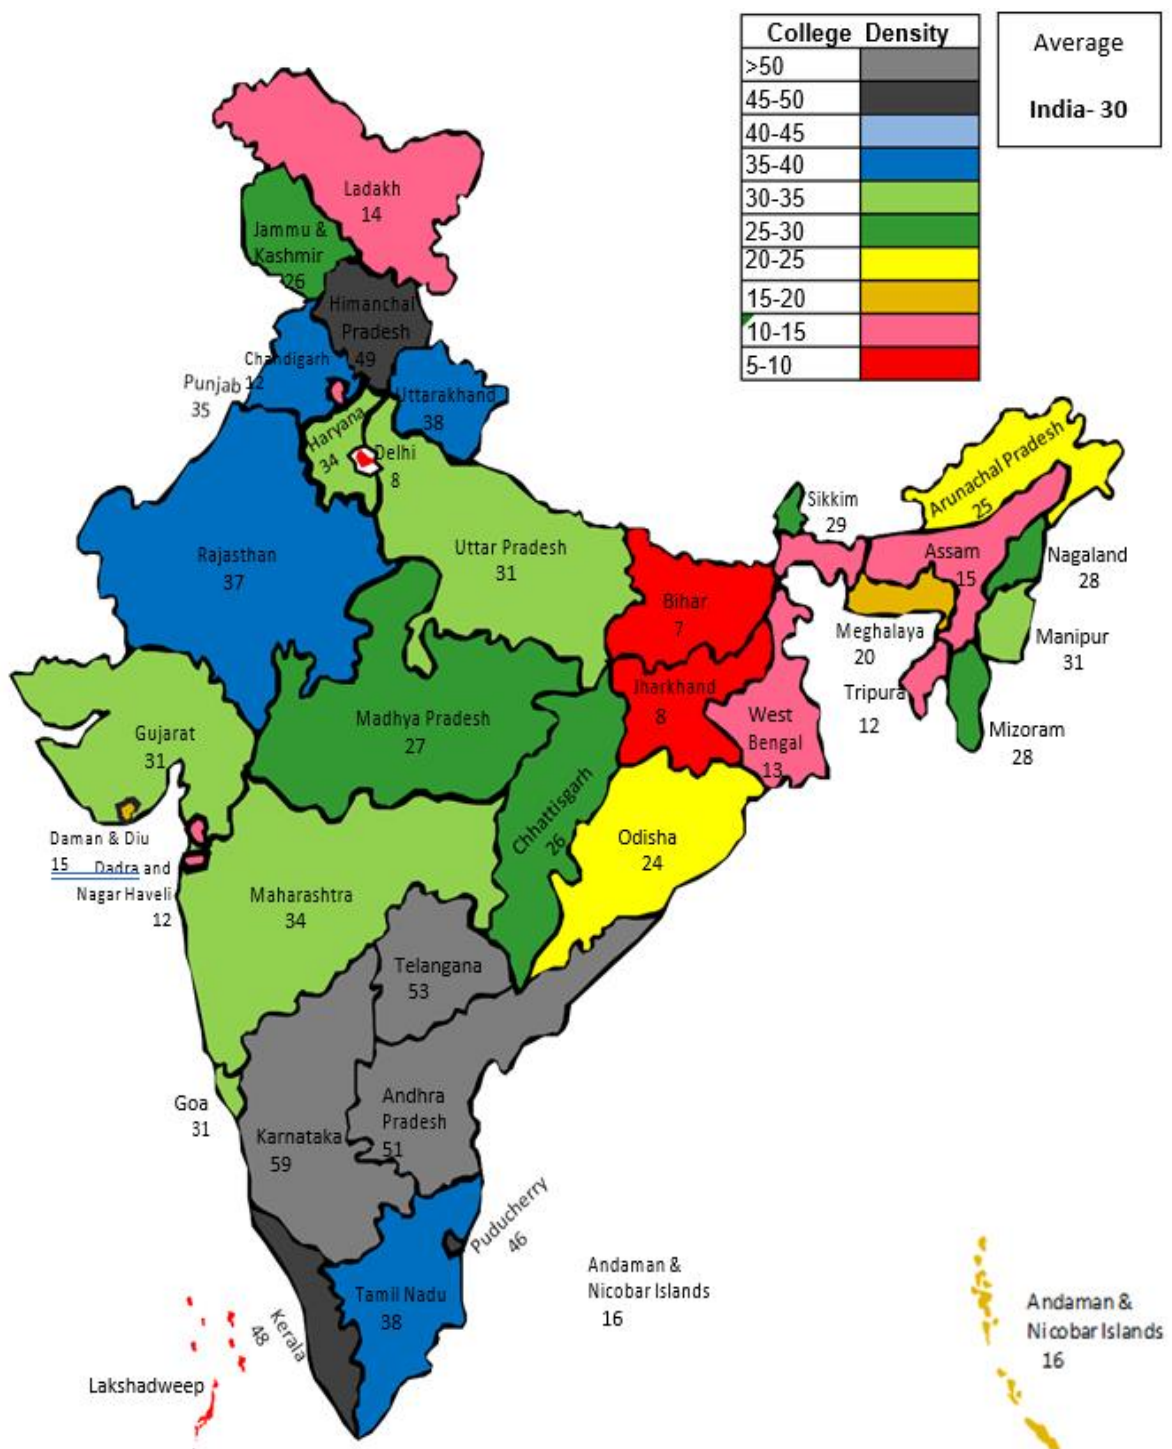 College Density
>50
45-50
40-45
35-40
30-35
25-30
20-25
15-20
10-15
5-10
Average
India- 30
Ladakh
14
Jammu &
Kashmir
26
Himanchal
Pradesh
49
Chandigarh
12
Punjab
35
Uttarakhand
38
Haryana
34
Delhi
8
Arunachal Pradesh
25
Sikkim
29
Rajasthan
37
Uttar Pradesh
31
Assam
15
Nagaland
28
Bihar
7
Meghalaya
20
Manipur
31
Jharkhand
8
Tripura
12
Mizoram
28
Gujarat
31
Madhya Pradesh
27
West
Bengal
13
Chhattisgarh
26
Daman & Diu
15
Dadra and
Nagar Haveli
12
Odisha
24
Maharashtra
34
Telangana
53
Goa
31
Andhra
Pradesh
51
Karnataka
59
Puducherry
46
Andaman &
Nicobar Islands
16
Tamil Nadu
38
Kerala
48
Lakshadweep
Andaman &
Nicobar Islands
16